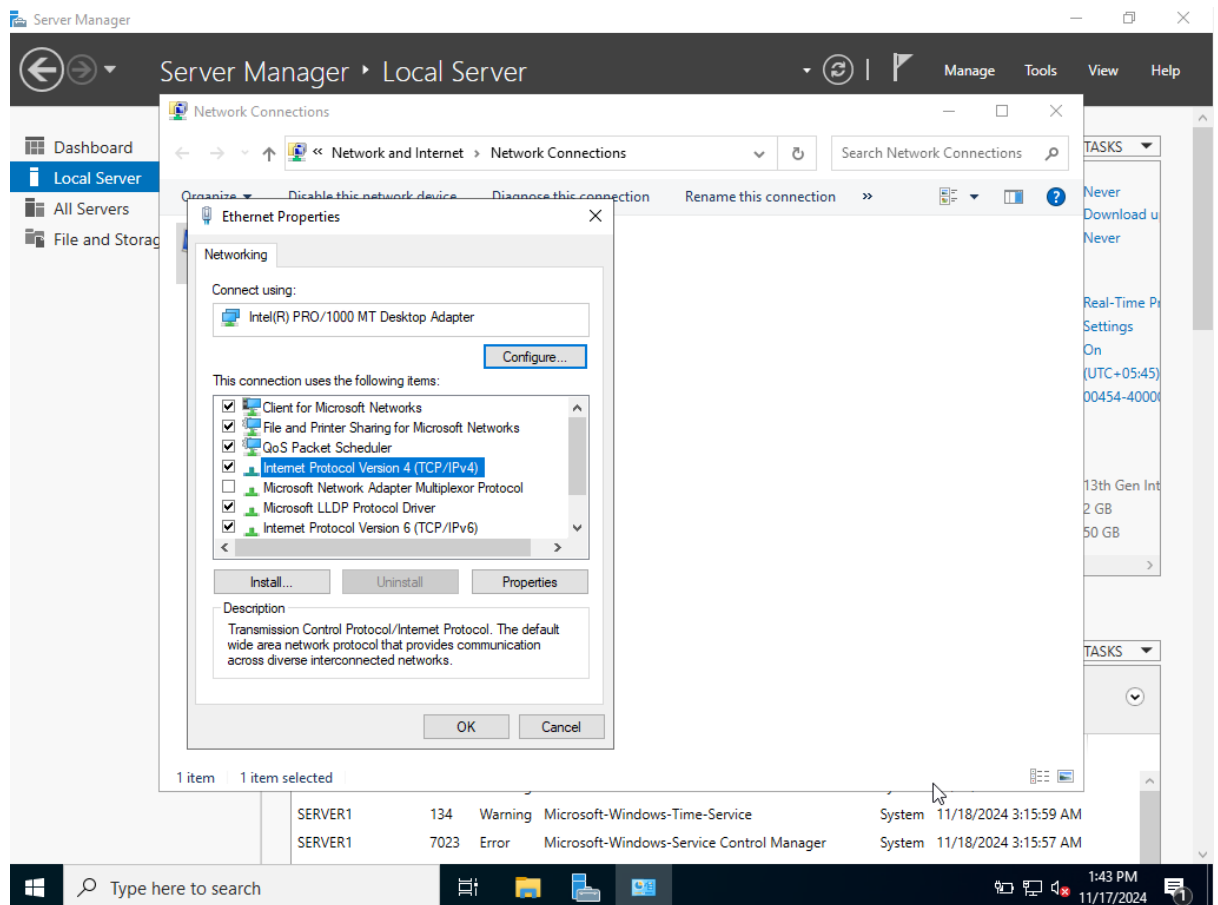 Server Manager
Server Manager • Local Server
Manage Tools View Help
Dashboard
Local Server
All Servers
File and Storag
Network Connections
« Network and Internet › Network Connections
Search Network Connections
Organize Disable this network device Diagnose this connection Rename this connection »
Ethernet Properties
Networking
Connect using:
Intel(R) PRO/1000 MT Desktop Adapter
Configure...
This connection uses the following items:
Client for Microsoft Networks
File and Printer Sharing for Microsoft Networks
QoS Packet Scheduler
Internet Protocol Version 4 (TCP/IPv4)
Microsoft Network Adapter Multiplexor Protocol
Microsoft LLDP Protocol Driver
Internet Protocol Version 6 (TCP/IPv6)
Install... Uninstall Properties
Description
Transmission Control Protocol/Internet Protocol. The default
wide area network protocol that provides communication
across diverse interconnected networks.
OK Cancel
1 item 1 item selected
TASKS
Never
Download u
Never
Real-Time Pr
Settings
On
(UTC+05:45)
00454-40000
13th Gen Int
2 GB
50 GB
TASKS
SERVER1 134 Warning Microsoft-Windows-Time-Service System 11/18/2024 3:15:59 AM
SERVER1 7023 Error Microsoft-Windows-Service Control Manager System 11/18/2024 3:15:57 AM
Type here to search
1:43 PM
11/17/2024
1